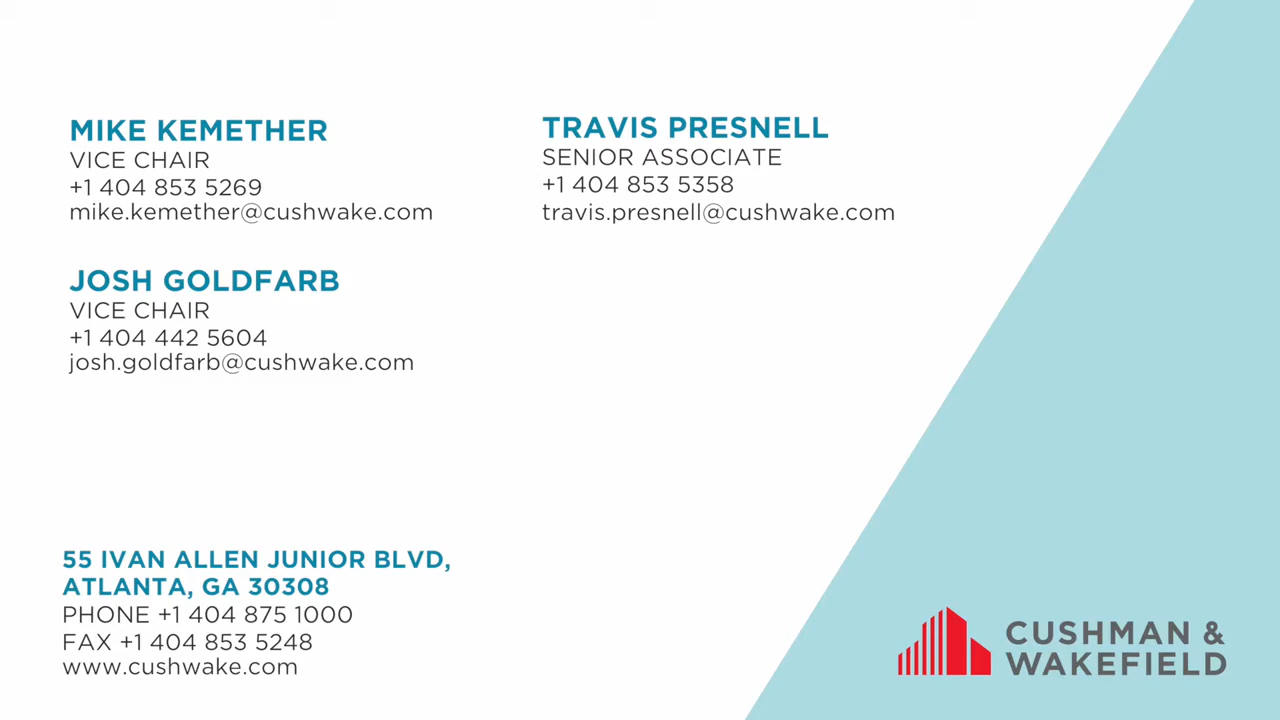 MIKE KEMETHER
VICE CHAIR
+1 404 853 5269
mike.kemether@cushwake.com
JOSH GOLDFARB
VICE CHAIR
+1 404 442 5604
josh.goldfarb@cushwake.com
TRAVIS PRESNELL
SENIOR ASSOCIATE
+1 404 853 5358
travis.presnell@cushwake.com
55 IVAN ALLEN JUNIOR BLVD,
ATLANTA, GA 30308
PHONE +1 404 875 1000
FAX +1 404 853 5248
www.cushwake.com
CUSHMAN &
WAKEFIELD